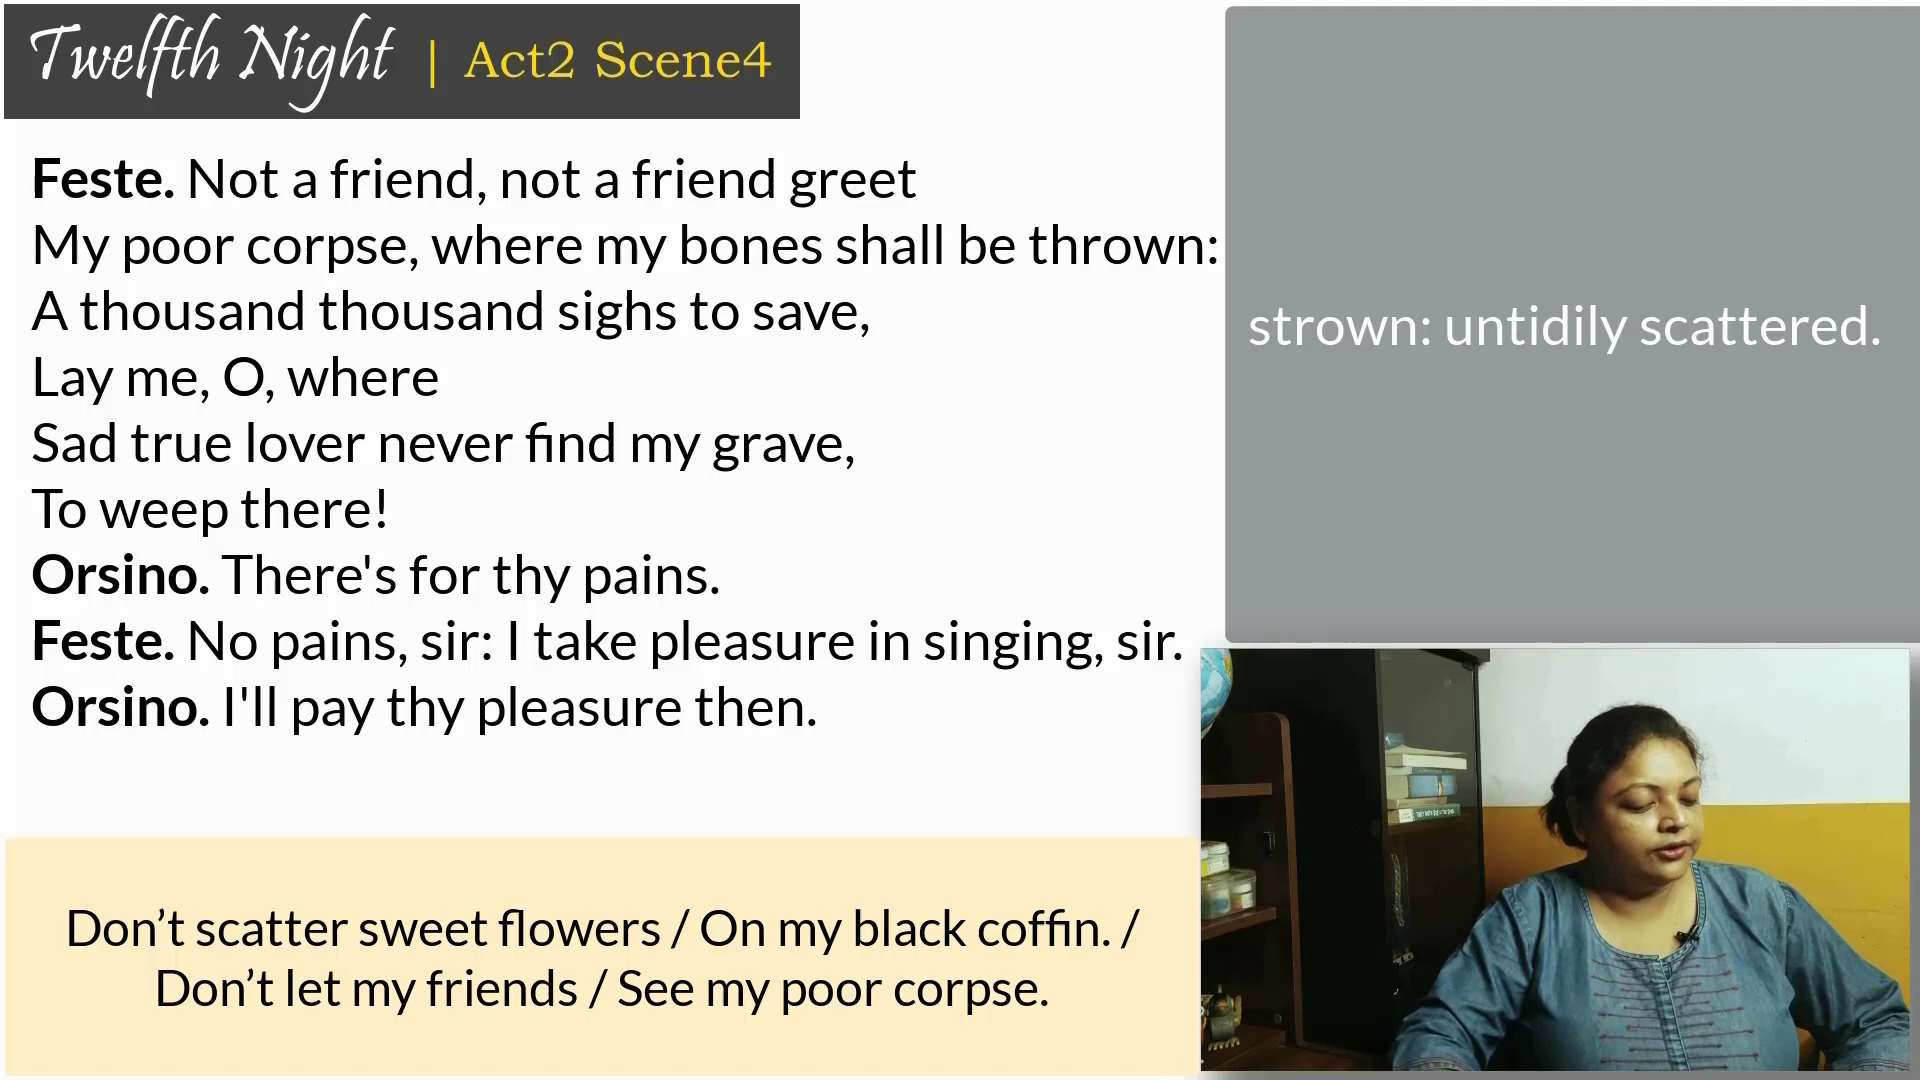 Twelfth Night | Act2 Scene4
Feste. Not a friend, not a friend greet
My poor corpse, where my bones shall be thrown:
A thousand thousand sighs to save,
Lay me, O, where
Sad true lover never find my grave,
To weep there!
Orsino. There's for thy pains.
Feste. No pains, sir: I take pleasure in singing, sir.
Orsino. I'll pay thy pleasure then.
strown: untidily scattered.
Don’t scatter sweet flowers / On my black coffin. /
Don’t let my friends / See my poor corpse.